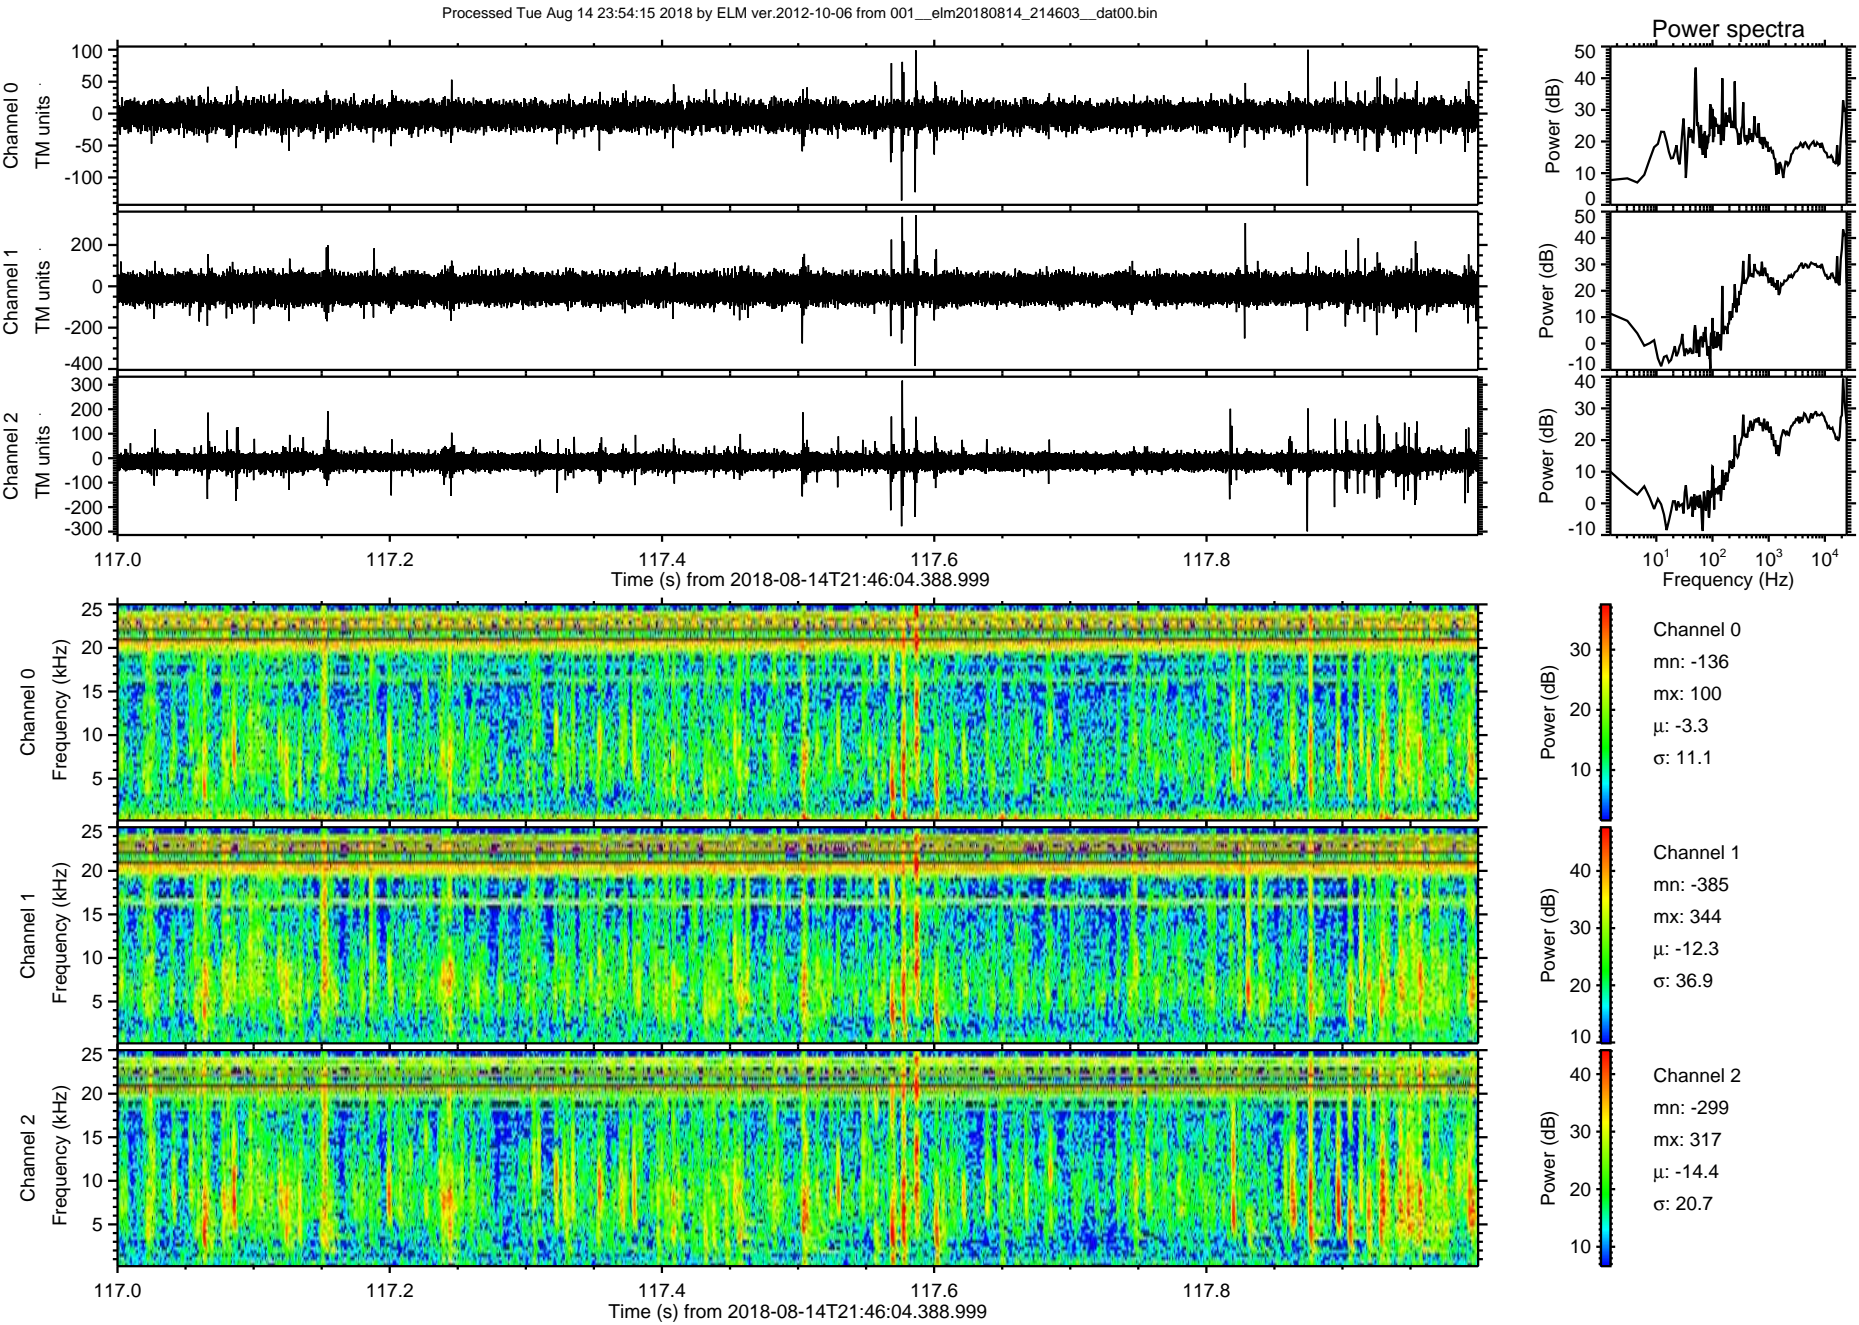 Processed Tue Aug 14 23:54:15 2018 by ELM ver.2012-10-06 from 001__elm20180814_214603__dat00.bin
Power spectra
Channel 0
TM units
100
50
0
-50
-100
Power (dB)
50
40
30
20
10
0
Channel 1
TM units
200
0
-200
-400
Power (dB)
50
40
30
20
10
0
-10
Channel 2
TM units
300
200
100
0
-100
-200
-300
Power (dB)
40
30
20
10
0
-10
117.0 117.2 117.4 117.6 117.8
Time (s) from 2018-08-14T21:46:04.388.999
10¹ 10² 10³ 10⁴
Frequency (Hz)
Channel 0
Frequency (kHz)
25
20
15
10
5
Power (dB)
30
20
10
Channel 0
mn: -136
mx: 100
μ: -3.3
σ: 11.1
Channel 1
Frequency (kHz)
25
20
15
10
5
Power (dB)
40
30
20
10
Channel 1
mn: -385
mx: 344
μ: -12.3
σ: 36.9
Channel 2
Frequency (kHz)
25
20
15
10
5
Power (dB)
40
30
20
10
Channel 2
mn: -299
mx: 317
μ: -14.4
σ: 20.7
117.0 117.2 117.4 117.6 117.8
Time (s) from 2018-08-14T21:46:04.388.999